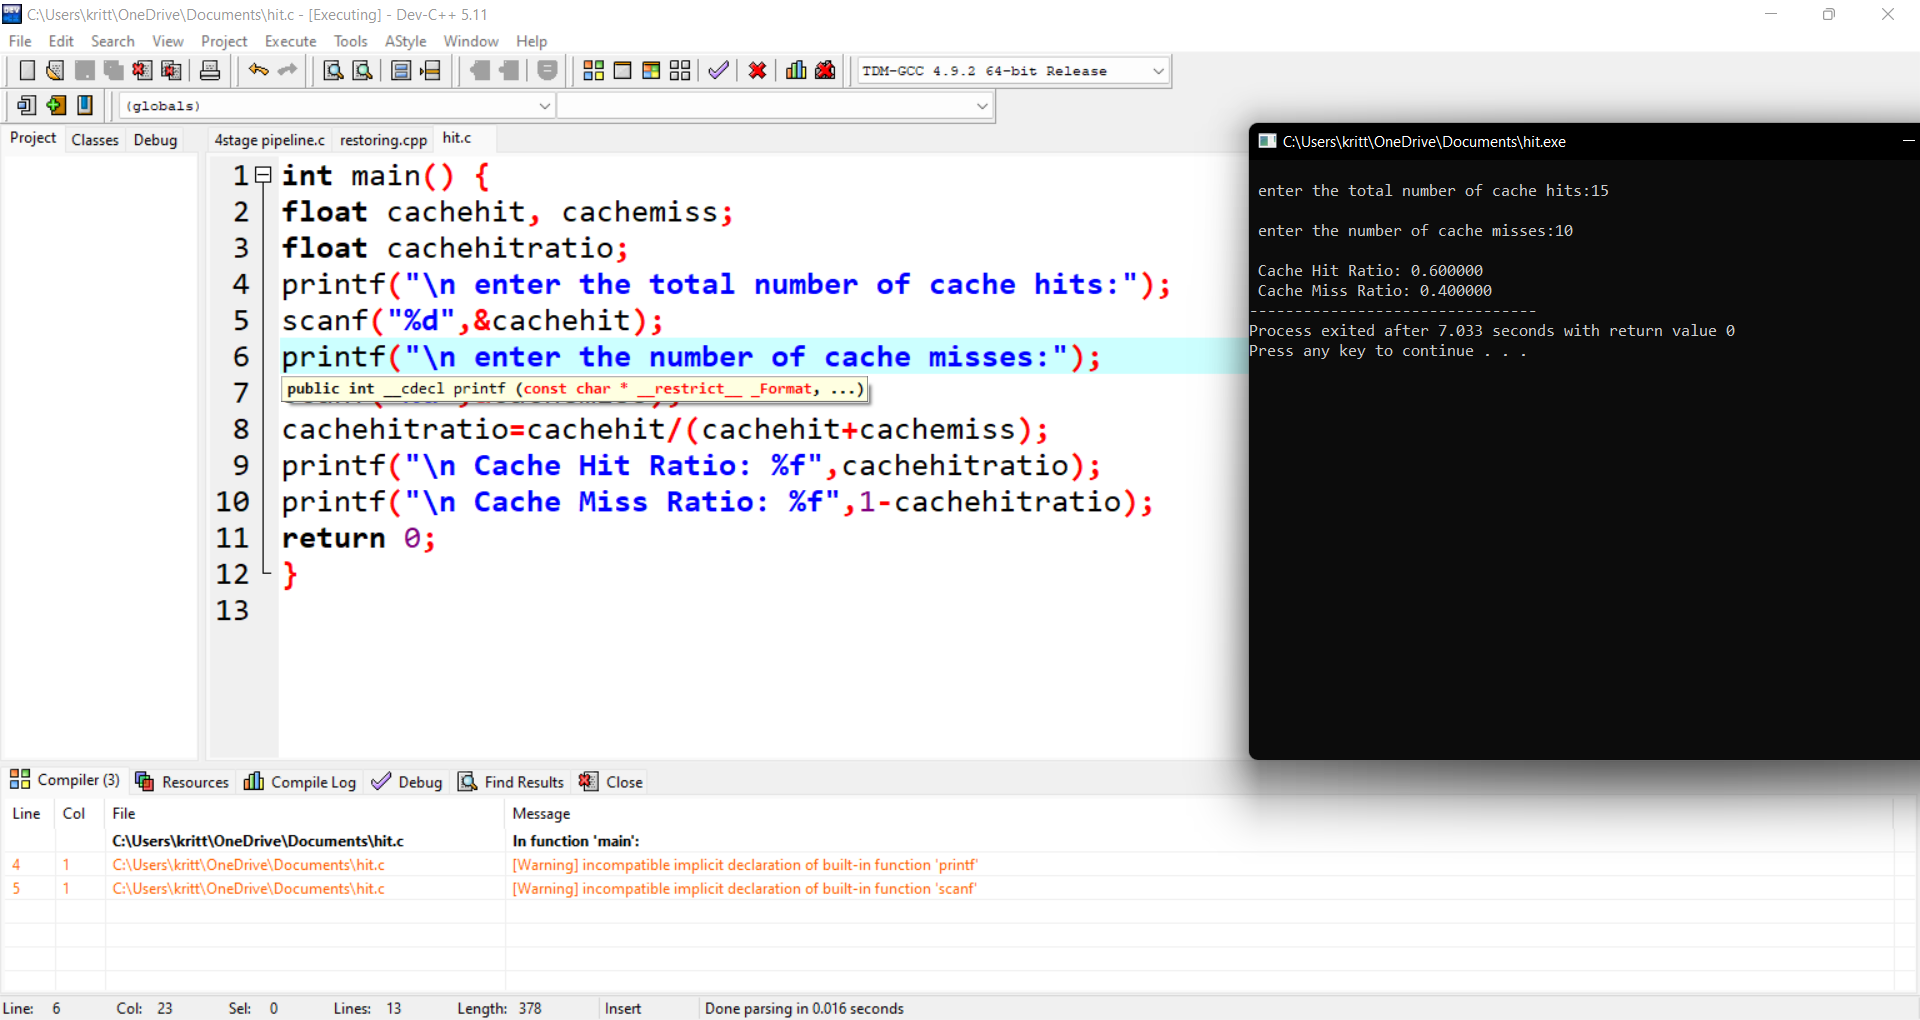 C:\Users\kritt\OneDrive\Documents\hit.c - [Executing] - Dev-C++ 5.11
File Edit Search View Project Execute Tools AStyle Window Help
TDM-GCC 4.9.2 64-bit Release
(globals)
Project Classes Debug
4stage pipeline.c restoring.cpp hit.c
1 int main() {
2 float cachehit, cachemiss;
3 float cachehitratio;
4 printf("\n enter the total number of cache hits:");
5 scanf("%d",&cachehit);
6 printf("\n enter the number of cache misses:");
7
public int __cdecl printf (const char * __restrict__ _Format, ...)
8 cachehitratio=cachehit/(cachehit+cachemiss);
9 printf("\n Cache Hit Ratio: %f",cachehitratio);
10 printf("\n Cache Miss Ratio: %f",1-cachehitratio);
11 return 0;
12 }
13
C:\Users\kritt\OneDrive\Documents\hit.exe
enter the total number of cache hits:15
enter the number of cache misses:10
Cache Hit Ratio: 0.600000
Cache Miss Ratio: 0.400000
--------------------------------
Process exited after 7.033 seconds with return value 0
Press any key to continue . . .
Compiler (3) Resources Compile Log Debug Find Results Close
Line Col File Message
C:\Users\kritt\OneDrive\Documents\hit.c In function 'main':
4 1 C:\Users\kritt\OneDrive\Documents\hit.c [Warning] incompatible implicit declaration of built-in function 'printf'
5 1 C:\Users\kritt\OneDrive\Documents\hit.c [Warning] incompatible implicit declaration of built-in function 'scanf'
Line: 6 Col: 23 Sel: 0 Lines: 13 Length: 378 Insert Done parsing in 0.016 seconds